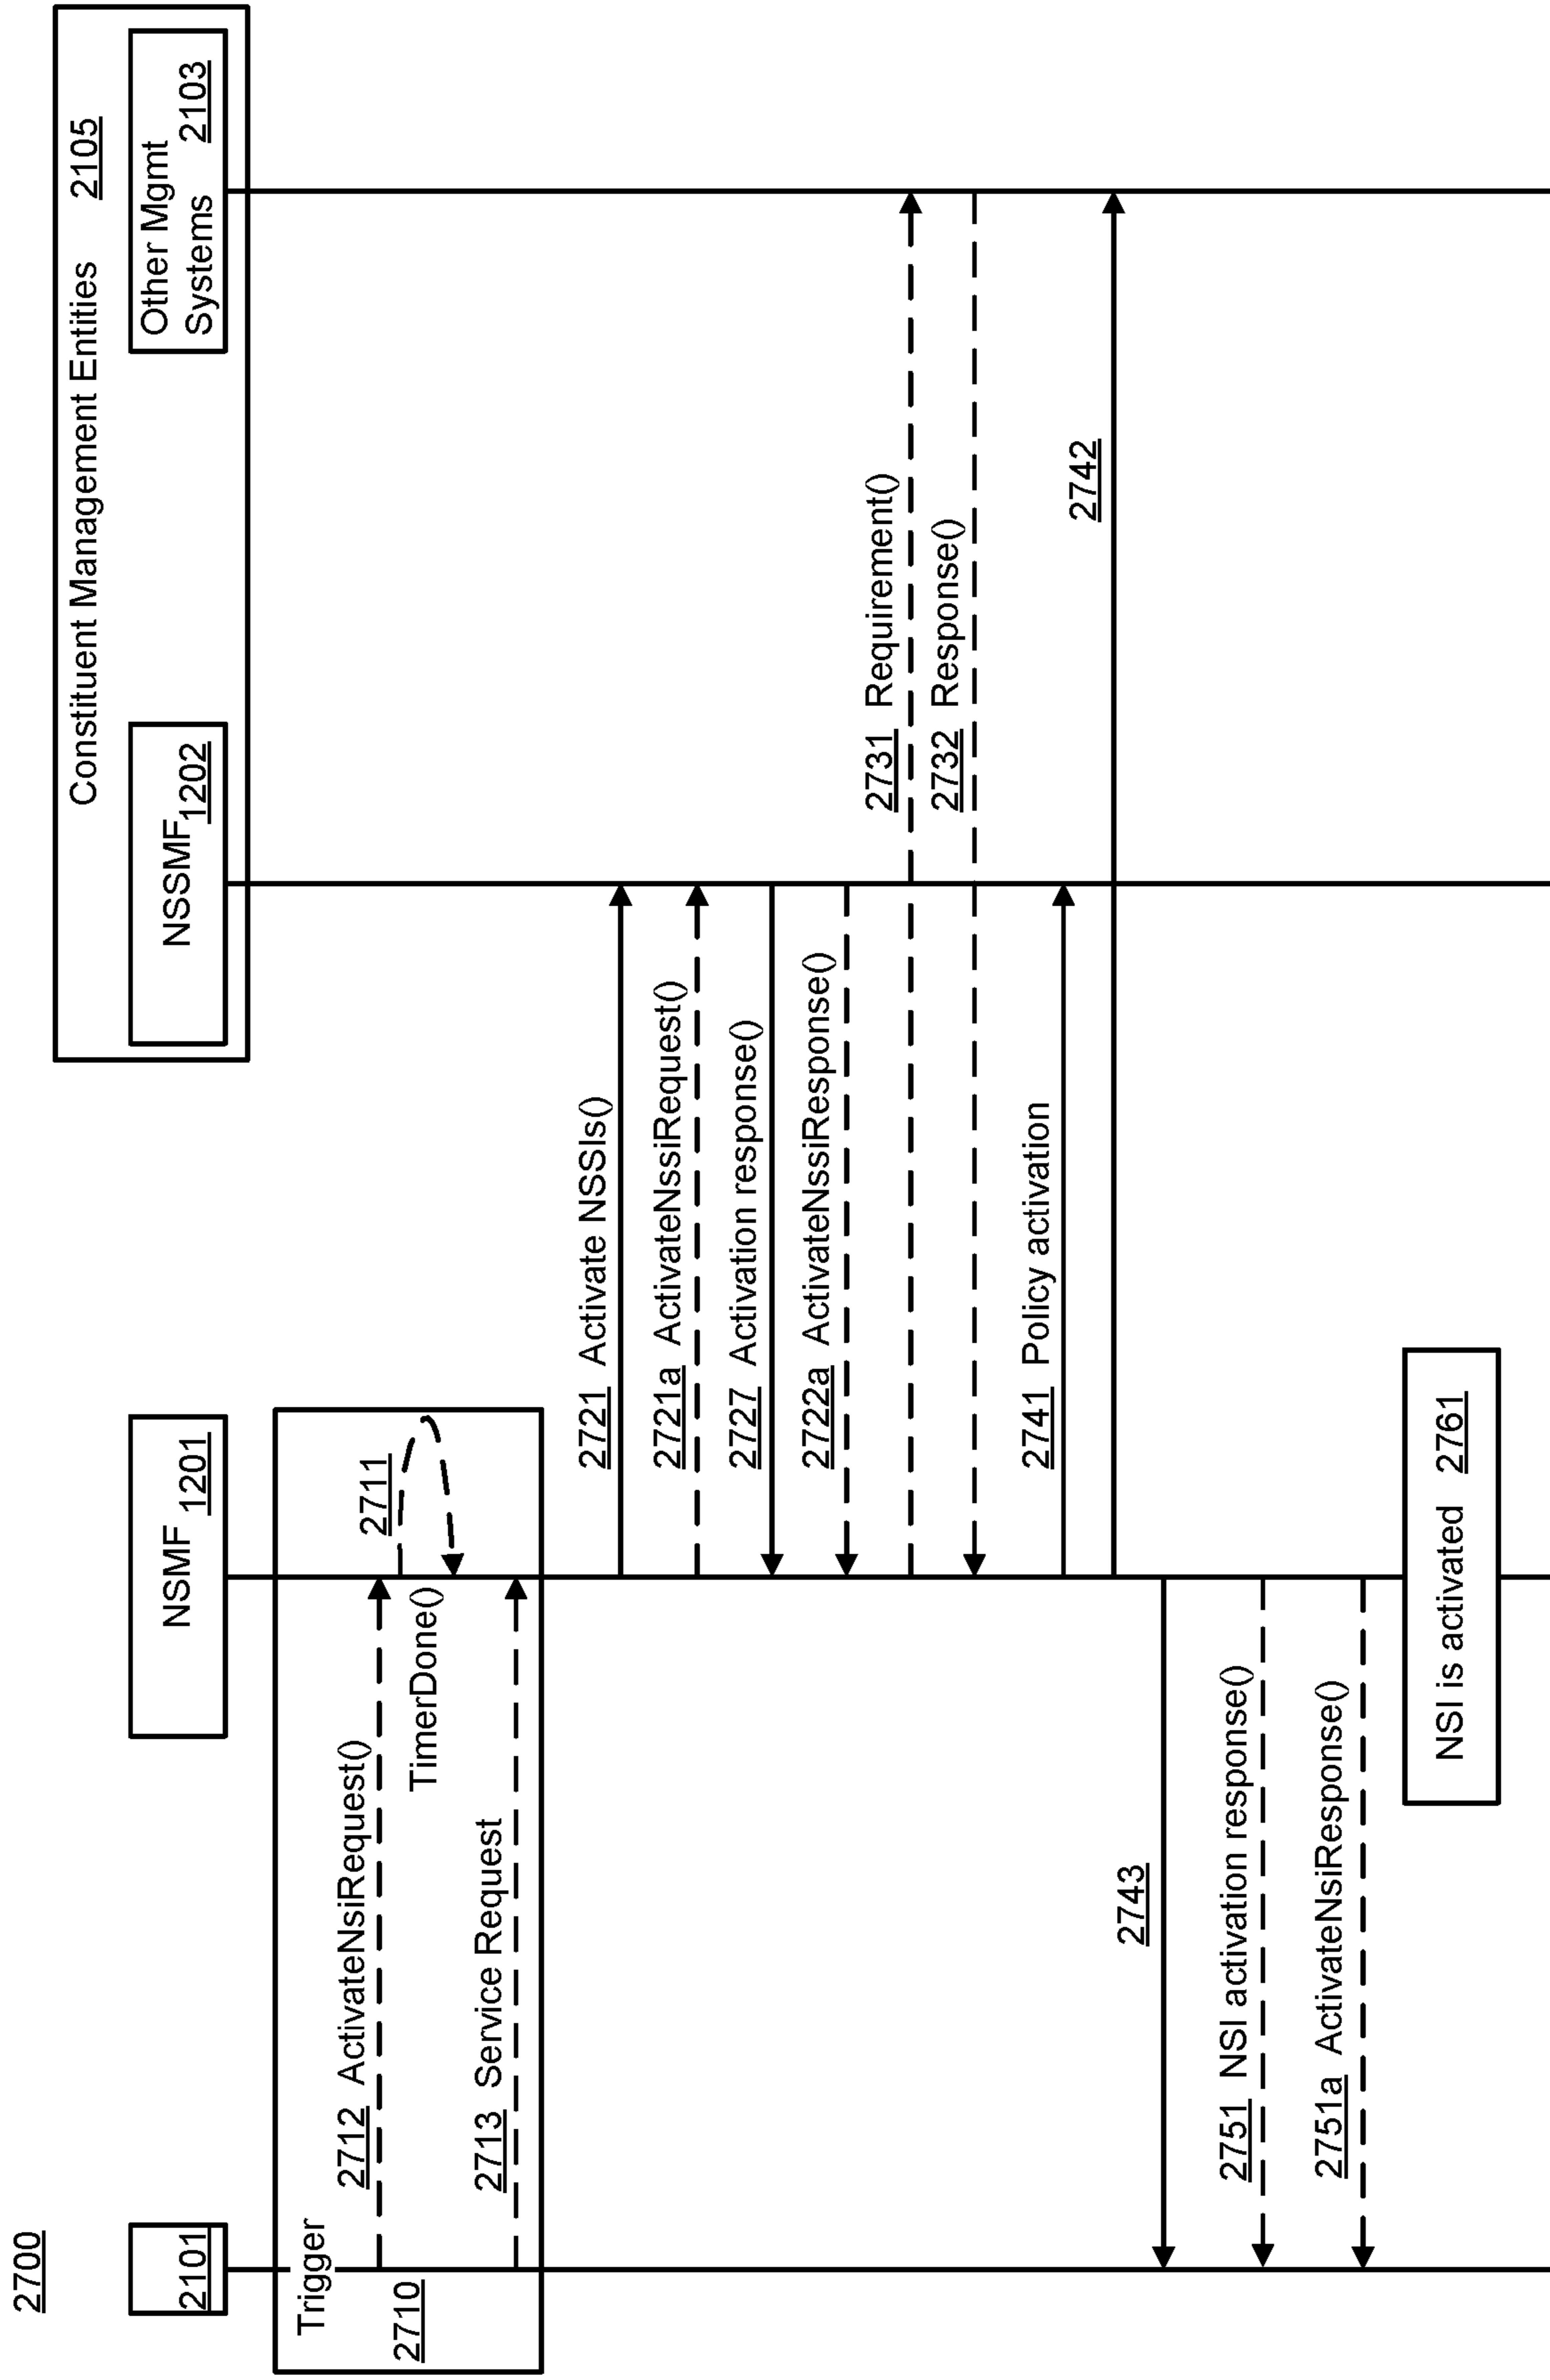 2700
Constituent Management Entities 2105
2101
NSMF 1201
NSSMF 1202
Other Mgmt
Systems 2103
Trigger
2710
2712 ActivateNsiRequest()
2711
TimerDone()
2713 Service Request
2721 Activate NSSIs()
2721a ActivateNssiRequest()
2727 Activation response()
2722a ActivateNssiResponse()
2731 Requirement()
2732 Response()
2741 Policy activation
2742
2743
2751 NSI activation response()
2751a ActivateNsiResponse()
NSI is activated 2761